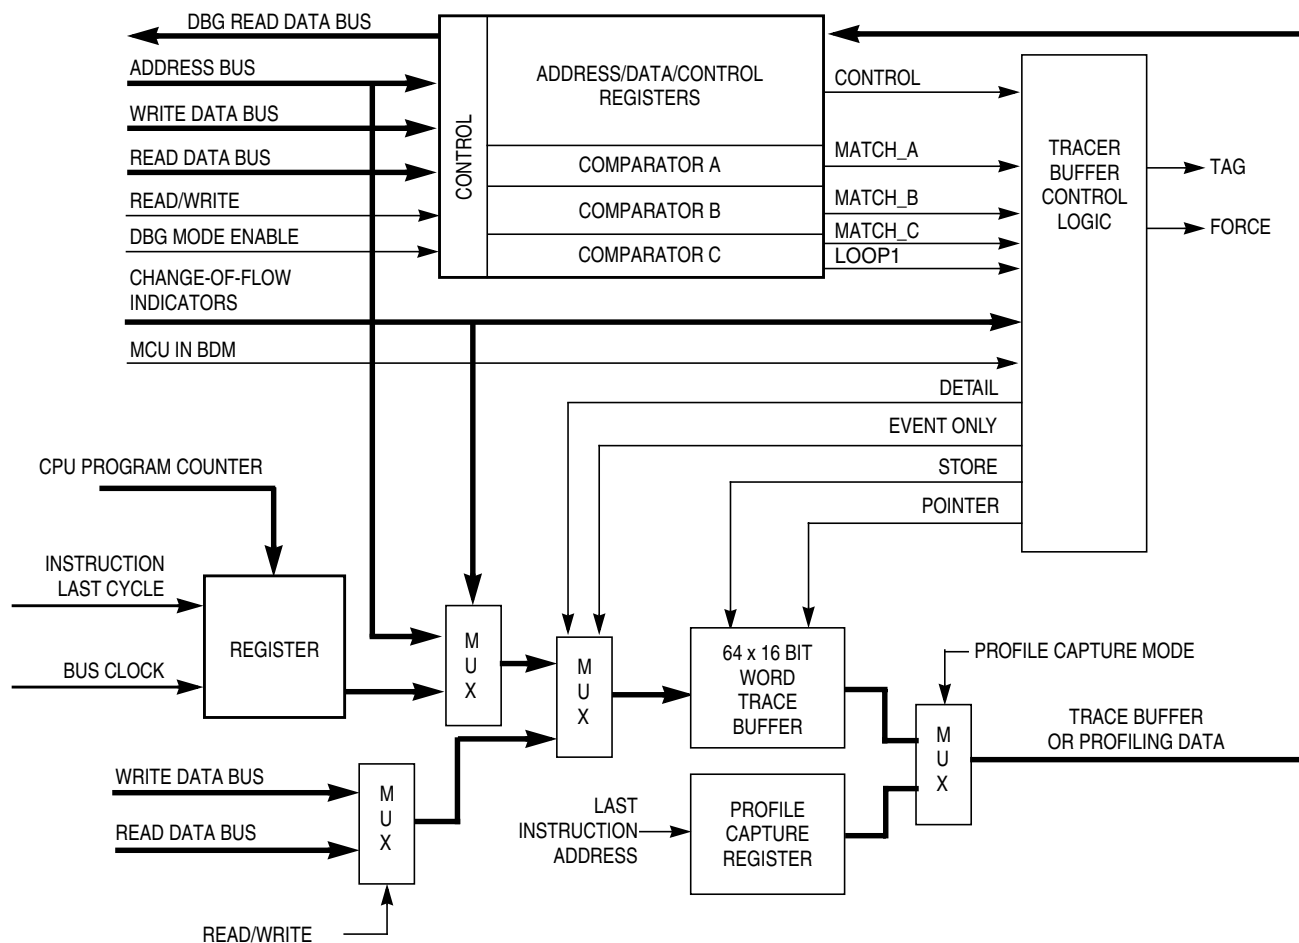 DBG READ DATA BUS
ADDRESS BUS
WRITE DATA BUS
READ DATA BUS
READ/WRITE
DBG MODE ENABLE
CHANGE-OF-FLOW
INDICATORS
MCU IN BDM
CONTROL
ADDRESS/DATA/CONTROL
REGISTERS
COMPARATOR A
COMPARATOR B
COMPARATOR C
CONTROL
MATCH_A
MATCH_B
MATCH_C
LOOP1
TRACER
BUFFER
CONTROL
LOGIC
TAG
FORCE
DETAIL
EVENT ONLY
STORE
POINTER
CPU PROGRAM COUNTER
INSTRUCTION
LAST CYCLE
BUS CLOCK
REGISTER
M
U
X
M
U
X
64 x 16 BIT
WORD
TRACE
BUFFER
PROFILE CAPTURE MODE
M
U
X
TRACE BUFFER
OR PROFILING DATA
WRITE DATA BUS
READ DATA BUS
M
U
X
READ/WRITE
LAST
INSTRUCTION
ADDRESS
PROFILE
CAPTURE
REGISTER